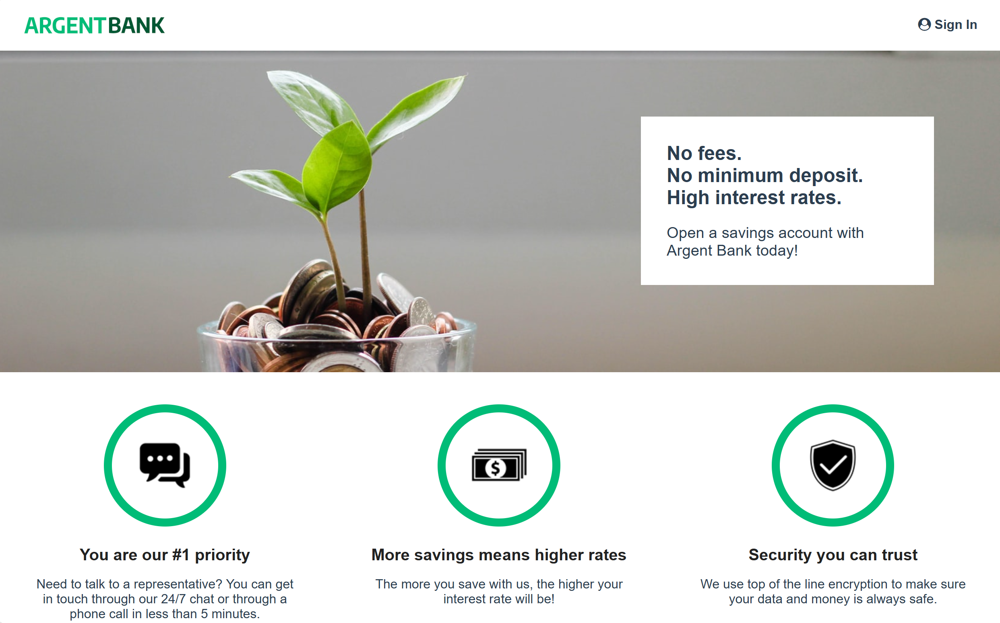 ARGENTBANK
Sign In
No fees.
No minimum deposit.
High interest rates.
Open a savings account with
Argent Bank today!
You are our #1 priority
Need to talk to a representative? You can get
in touch through our 24/7 chat or through a
phone call in less than 5 minutes.
More savings means higher rates
The more you save with us, the higher your
interest rate will be!
Security you can trust
We use top of the line encryption to make sure
your data and money is always safe.